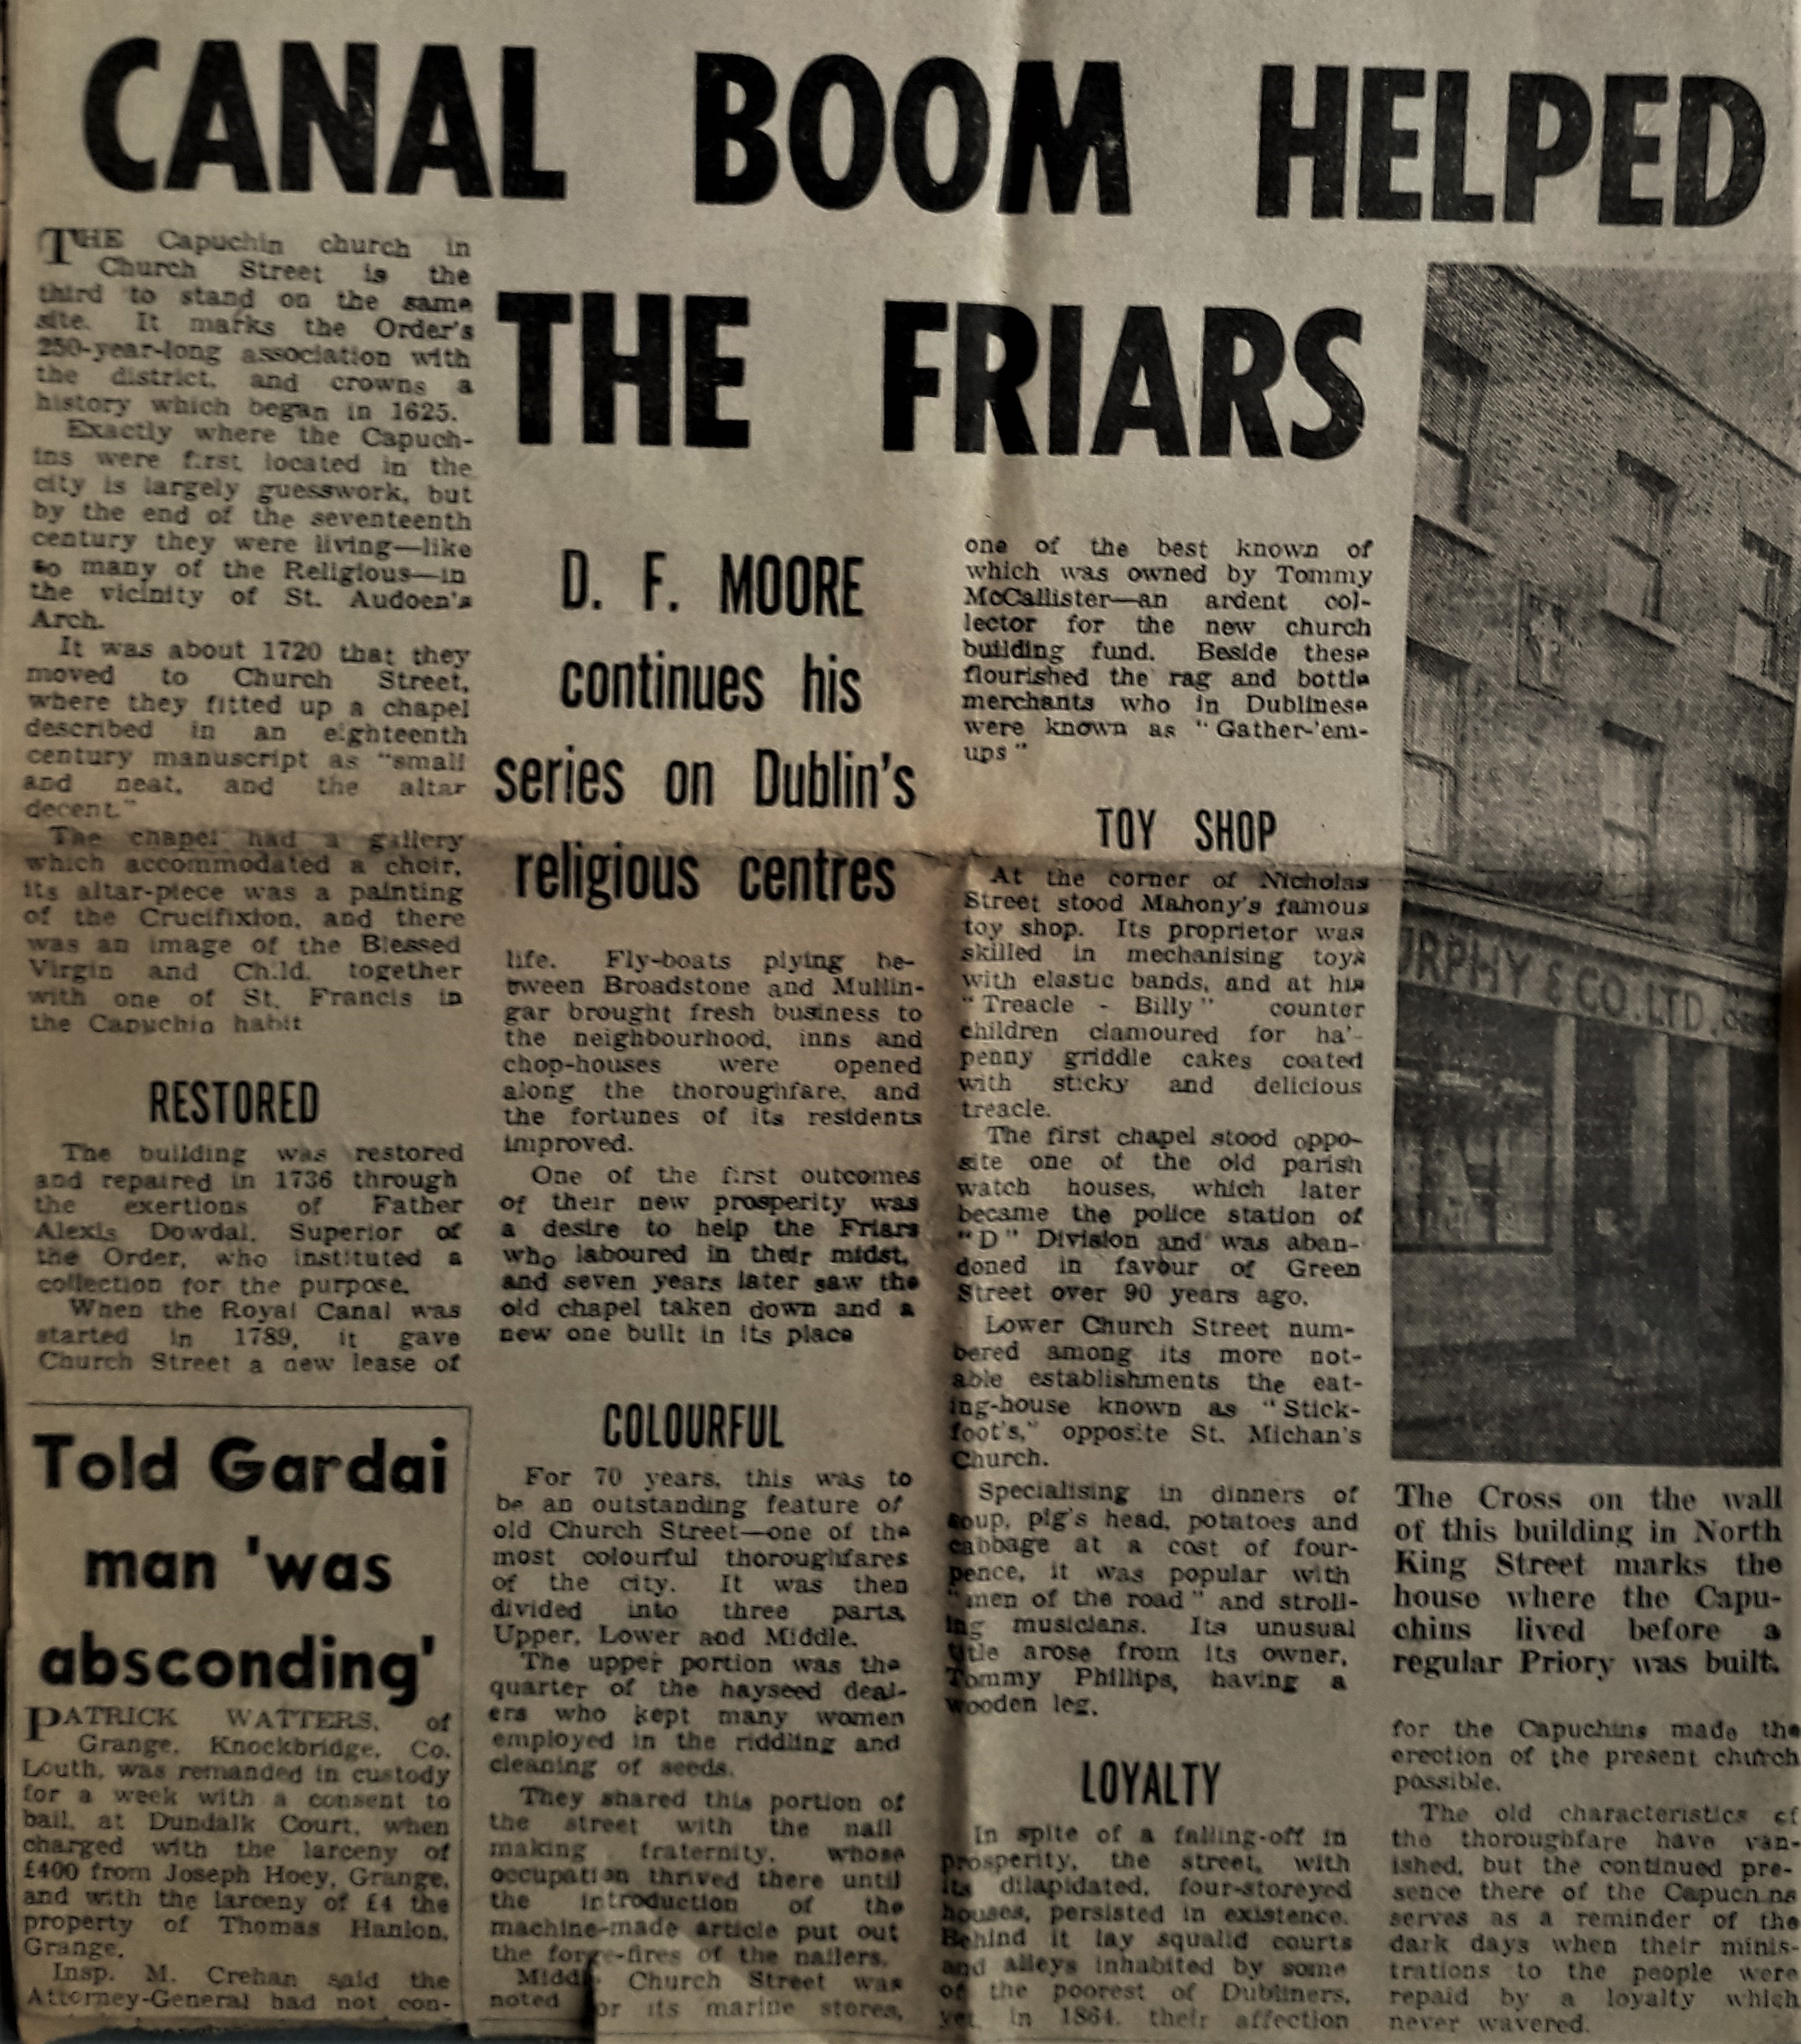 CANAL BOOM HELPED
THE FRIARS
THE Capuchin church in
Church Street is the
third to stand on the same
site. It marks the Order's
250-year-long association with
the district, and crowns a
history which began in 1625.
Exactly where the Capuch-
ins were first located in the
city is largely guesswork, but
by the end of the seventeenth
century they were living—like
so many of the Religious—in
the vicinity of St. Audoen's
Arch.
It was about 1720 that they
moved to Church Street,
where they fitted up a chapel
described in an eighteenth
century manuscript as "small
and neat, and the altar
decent."
The chapel had a gallery
which accommodated a choir,
its altar-piece was a painting
of the Crucifixion, and there
was an image of the Blessed
Virgin and Child, together
with one of St. Francis in
the Capuchin habit
RESTORED
The building was restored
and repaired in 1736 through
the exertions of Father
Alexis Dowdal, Superior of
the Order, who instituted a
collection for the purpose.
When the Royal Canal was
started in 1789, it gave
Church Street a new lease of
D. F. MOORE
continues his
series on Dublin's
religious centres
life. Fly-boats plying be-
tween Broadstone and Mullin-
gar brought fresh business to
the neighbourhood, inns and
chop-houses were opened
along the thoroughfare, and
the fortunes of its residents
improved.
One of the first outcomes
of their new prosperity was
a desire to help the Friars
who laboured in their midst,
and seven years later saw the
old chapel taken down and a
new one built in its place
COLOURFUL
For 70 years, this was to
be an outstanding feature of
old Church Street—one of the
most colourful thoroughfares
of the city. It was then
divided into three parts,
Upper, Lower and Middle.
The upper portion was the
quarter of the hayseed deal-
ers who kept many women
employed in the riddling and
cleaning of seeds.
They shared this portion of
the street with the nail
making fraternity, whose
occupation thrived there until
the introduction of the
machine-made article put out
the forge-fires of the nailers.
Middle Church Street was
noted for its marine stores,
one of the best known of
which was owned by Tommy
McCallister—an ardent col-
lector for the new church
building fund. Beside these
flourished the rag and bottle
merchants who in Dublinese
were known as "Gather-'em-
ups"
TOY SHOP
At the corner of Nicholas
Street stood Mahony's famous
toy shop. Its proprietor was
skilled in mechanising toys
with elastic bands, and at his
"Treacle - Billy" counter
children clamoured for ha'-
penny griddle cakes coated
with sticky and delicious
treacle.
The first chapel stood oppo-
site one of the old parish
watch houses, which later
became the police station of
"D" Division and was aban-
doned in favour of Green
Street over 90 years ago.
Lower Church Street num-
bered among its more not-
able establishments the eat-
ing-house known as "Stick-
foot's," opposite St. Michan's
Church.
Specialising in dinners of
soup, pig's head, potatoes and
cabbage at a cost of four-
pence, it was popular with
"men of the road" and stroll-
ing musicians. Its unusual
title arose from its owner,
Tommy Phillips, having a
wooden leg.
LOYALTY
In spite of a falling-off in
prosperity, the street, with
its dilapidated, four-storeyed
houses, persisted in existence.
Behind it lay squalid courts
and alleys inhabited by some
of the poorest of Dubliners,
yet in 1864, their affection
URPHY & CO. LTD.
The Cross on the wall
of this building in North
King Street marks the
house where the Capu-
chins lived before a
regular Priory was built.
for the Capuchins made the
erection of the present church
possible.
The old characteristics of
the thoroughfare have van-
ished, but the continued pre-
sence there of the Capuchins
serves as a reminder of the
dark days when their minis-
trations to the people were
repaid by a loyalty which
never wavered.
Told Gardai
man 'was
absconding'
PATRICK WATTERS, of
Grange, Knockbridge, Co.
Louth, was remanded in custody
for a week with a consent to
bail, at Dundalk Court, when
charged with the larceny of
£400 from Joseph Hoey, Grange,
and with the larceny of £4 the
property of Thomas Hanlon,
Grange.
Insp. M. Crehan said the
Attorney-General had not con-